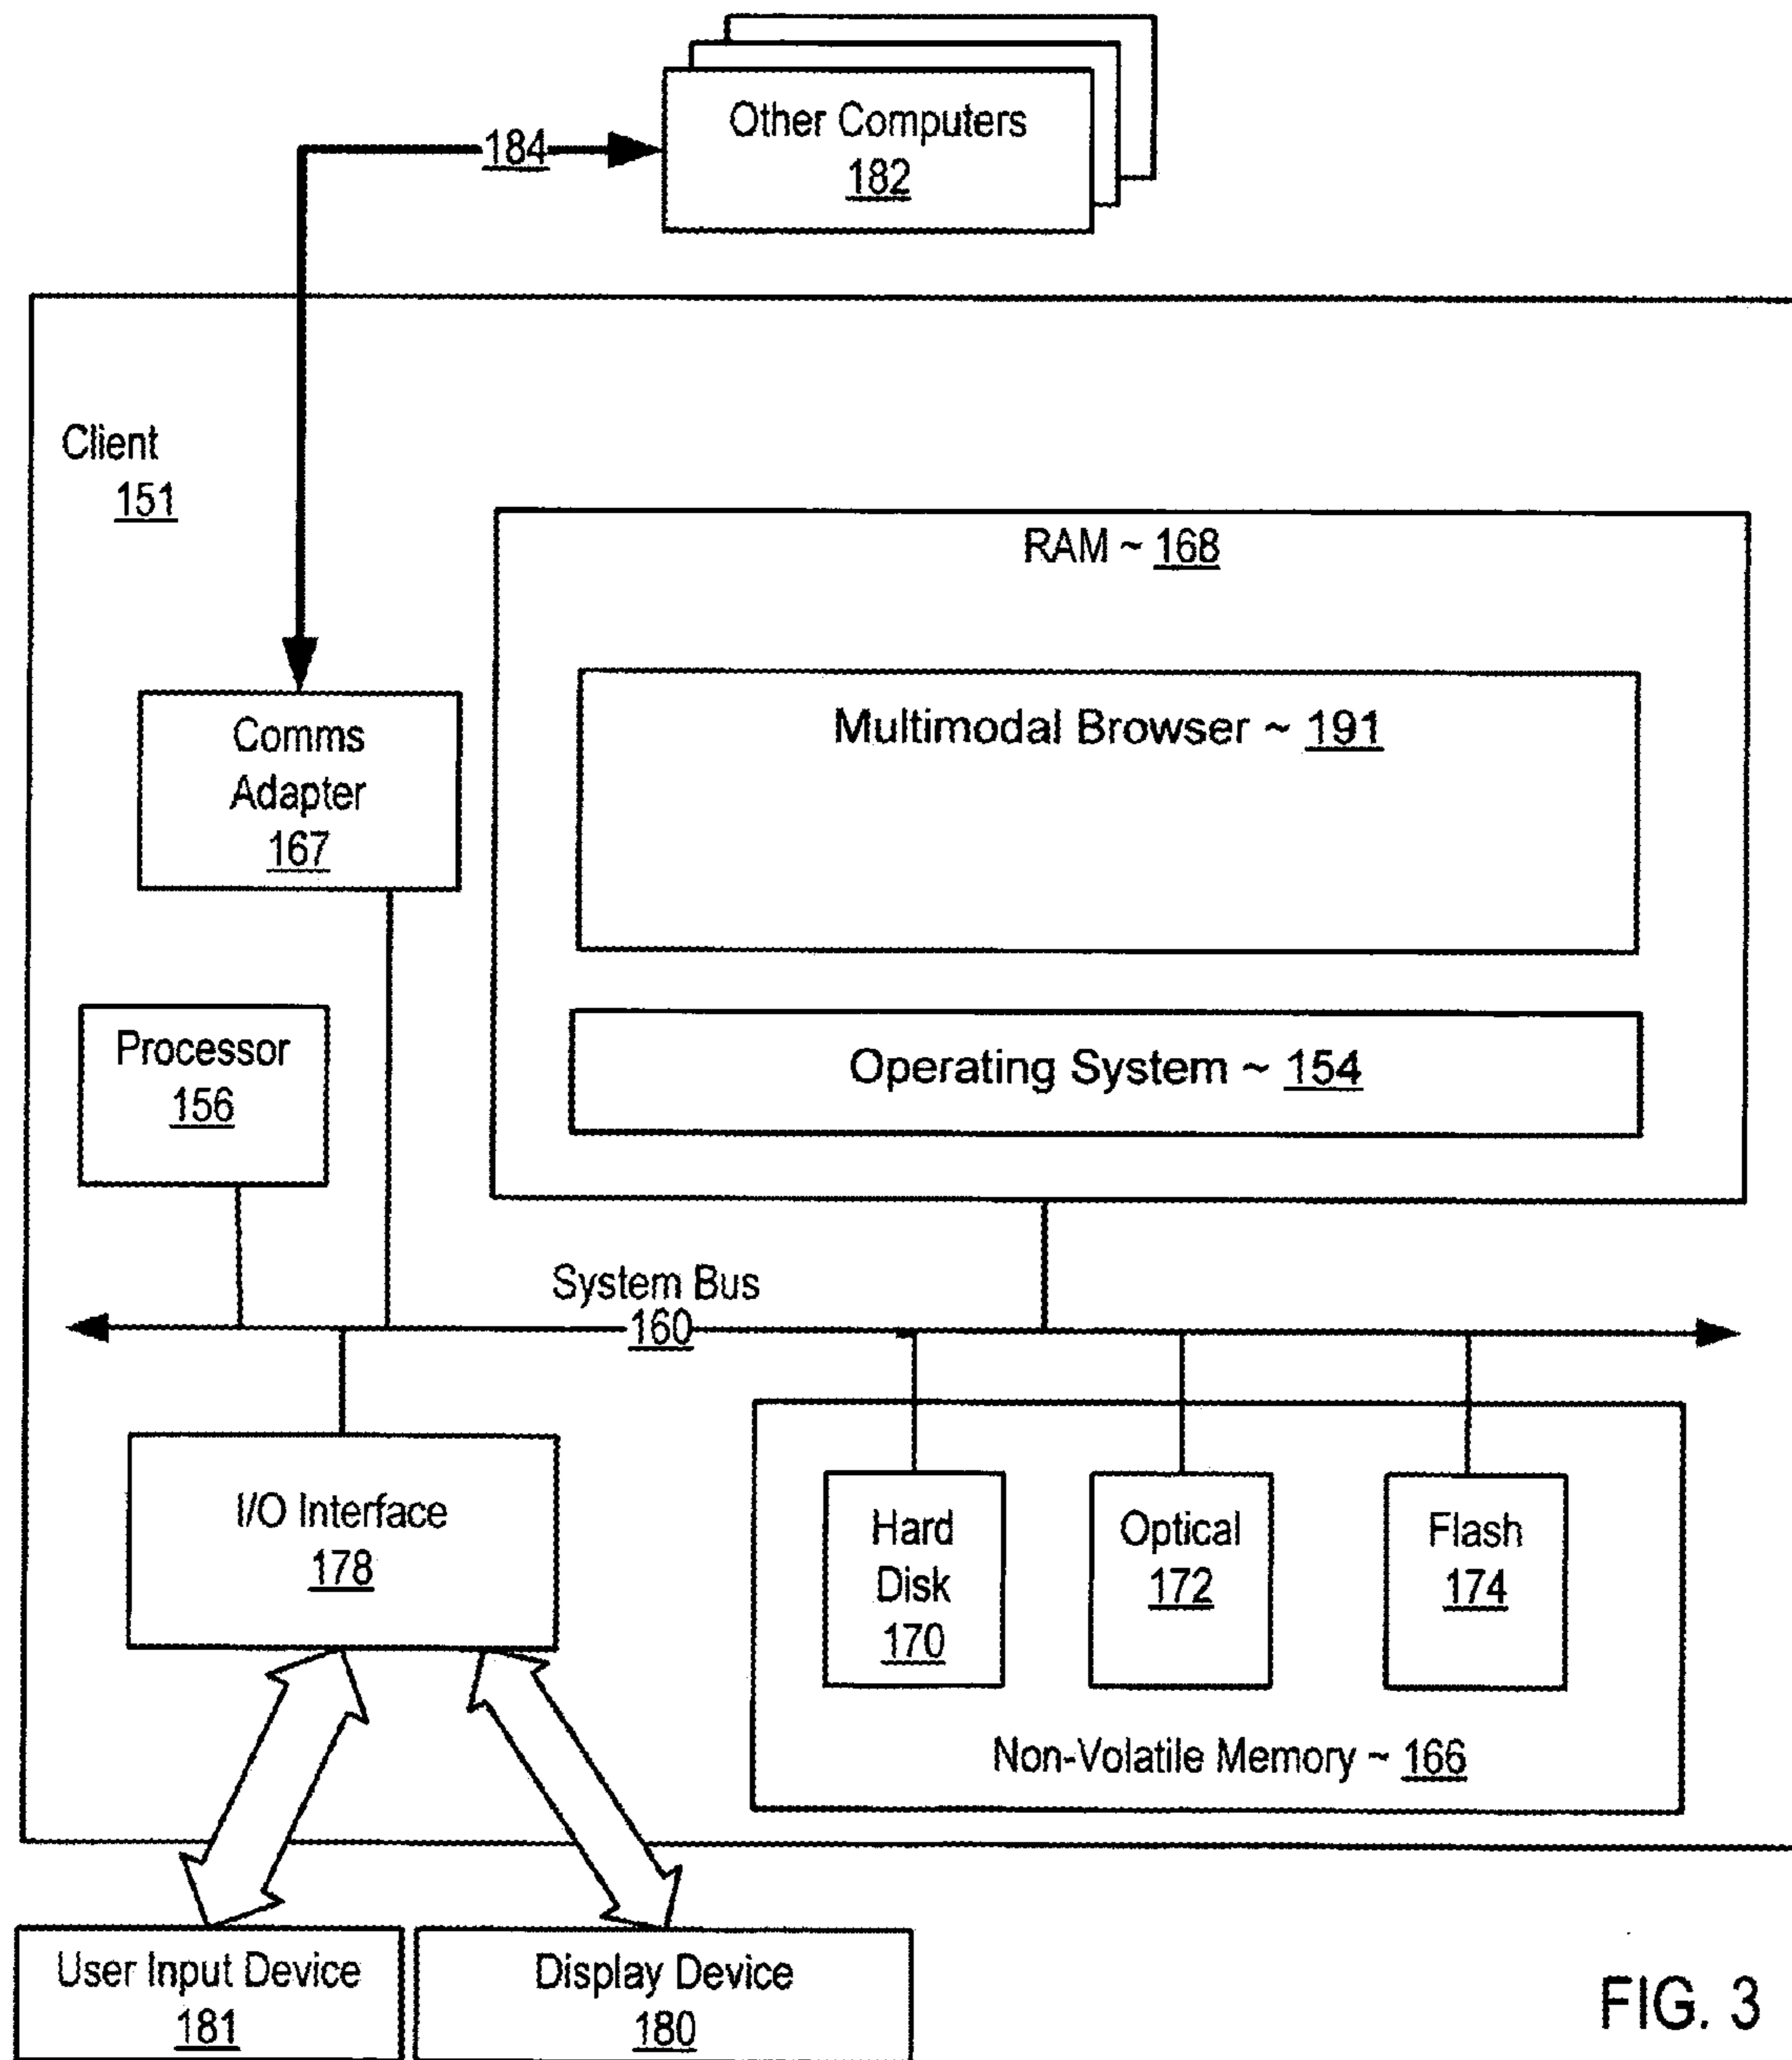 Other Computers
182
184
Client
151
RAM ~ 168
Multimodal Browser ~ 191
Comms
Adapter
167
Processor
156
Operating System ~ 154
System Bus
160
I/O Interface
178
Hard
Disk
170
Optical
172
Flash
174
Non-Volatile Memory ~ 166
User Input Device
181
Display Device
180
FIG. 3